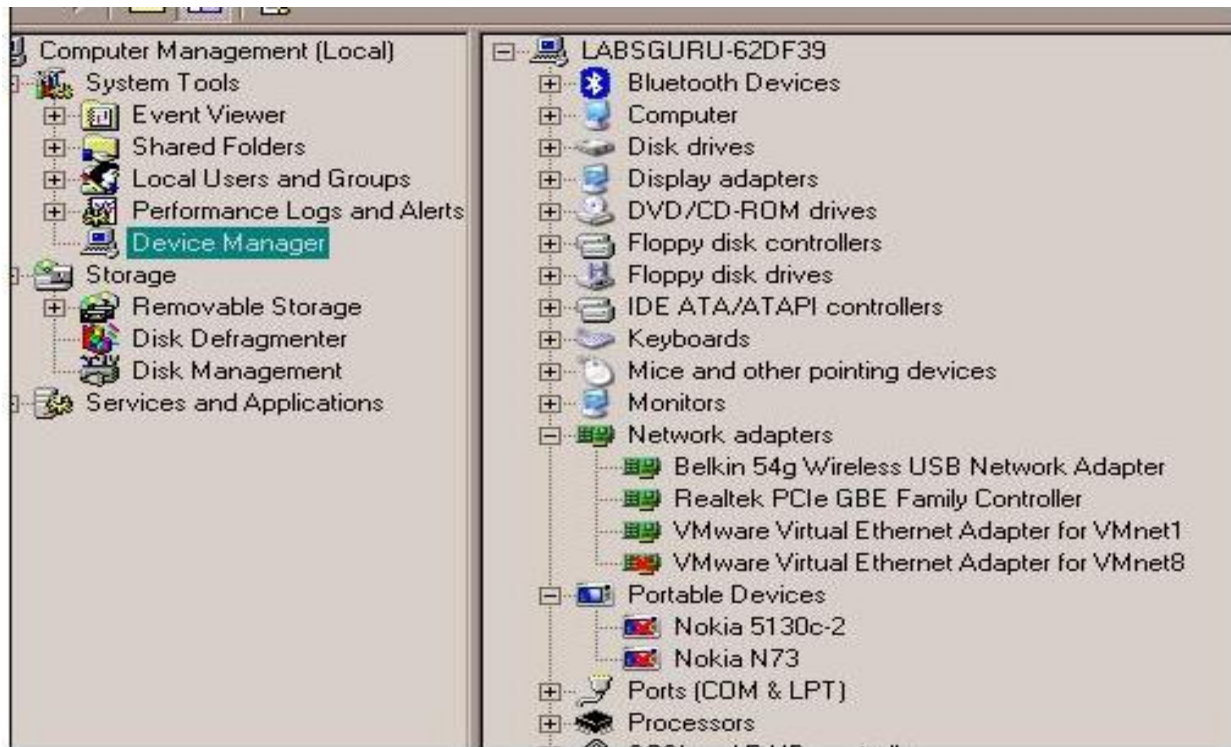 Computer Management (Local)
System Tools
Event Viewer
Shared Folders
Local Users and Groups
Performance Logs and Alerts
Device Manager
Storage
Removable Storage
Disk Defragmenter
Disk Management
Services and Applications
LABSGURU-62DF39
Bluetooth Devices
Computer
Disk drives
Display adapters
DVD/CD-ROM drives
Floppy disk controllers
Floppy disk drives
IDE ATA/ATAPI controllers
Keyboards
Mice and other pointing devices
Monitors
Network adapters
Belkin 54g Wireless USB Network Adapter
Realtek PCIe GBE Family Controller
VMware Virtual Ethernet Adapter for VMnet1
VMware Virtual Ethernet Adapter for VMnet8
Portable Devices
Nokia 5130c-2
Nokia N73
Ports (COM & LPT)
Processors